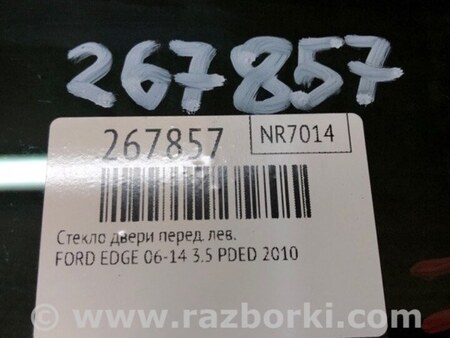 267857
267857
NR7014
Стекло двери перед. лев.
FORD EDGE 06-14 3.5 PDED 2010
© www.razborki.com